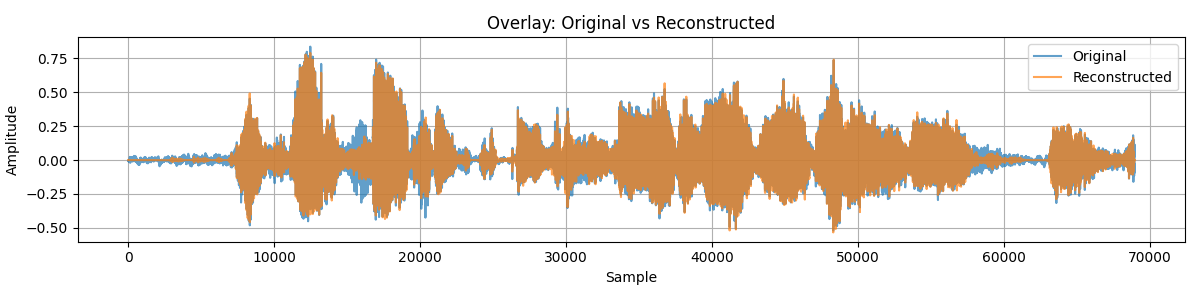 Overlay: Original vs Reconstructed
Amplitude
0.75
0.50
0.25
0.00
−0.25
−0.50
Original
Reconstructed
0 10000 20000 30000 40000 50000 60000 70000
Sample